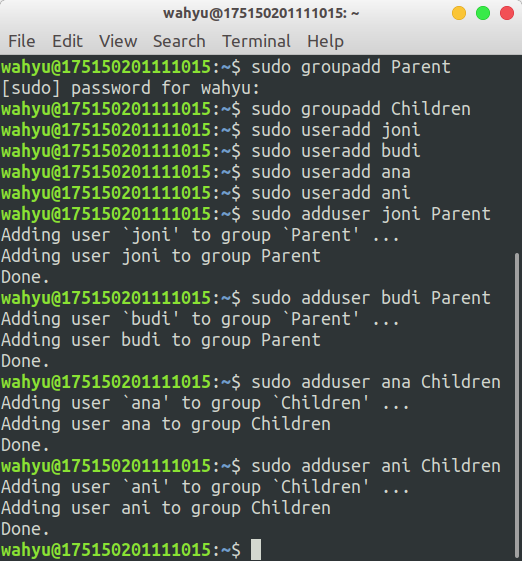 wahyu@175150201111015: ~
File Edit View Search Terminal Help
wahyu@175150201111015:~$ sudo groupadd Parent
[sudo] password for wahyu:
wahyu@175150201111015:~$ sudo groupadd Children
wahyu@175150201111015:~$ sudo useradd joni
wahyu@175150201111015:~$ sudo useradd budi
wahyu@175150201111015:~$ sudo useradd ana
wahyu@175150201111015:~$ sudo useradd ani
wahyu@175150201111015:~$ sudo adduser joni Parent
Adding user `joni' to group `Parent' ...
Adding user joni to group Parent
Done.
wahyu@175150201111015:~$ sudo adduser budi Parent
Adding user `budi' to group `Parent' ...
Adding user budi to group Parent
Done.
wahyu@175150201111015:~$ sudo adduser ana Children
Adding user `ana' to group `Children' ...
Adding user ana to group Children
Done.
wahyu@175150201111015:~$ sudo adduser ani Children
Adding user `ani' to group `Children' ...
Adding user ani to group Children
Done.
wahyu@175150201111015:~$